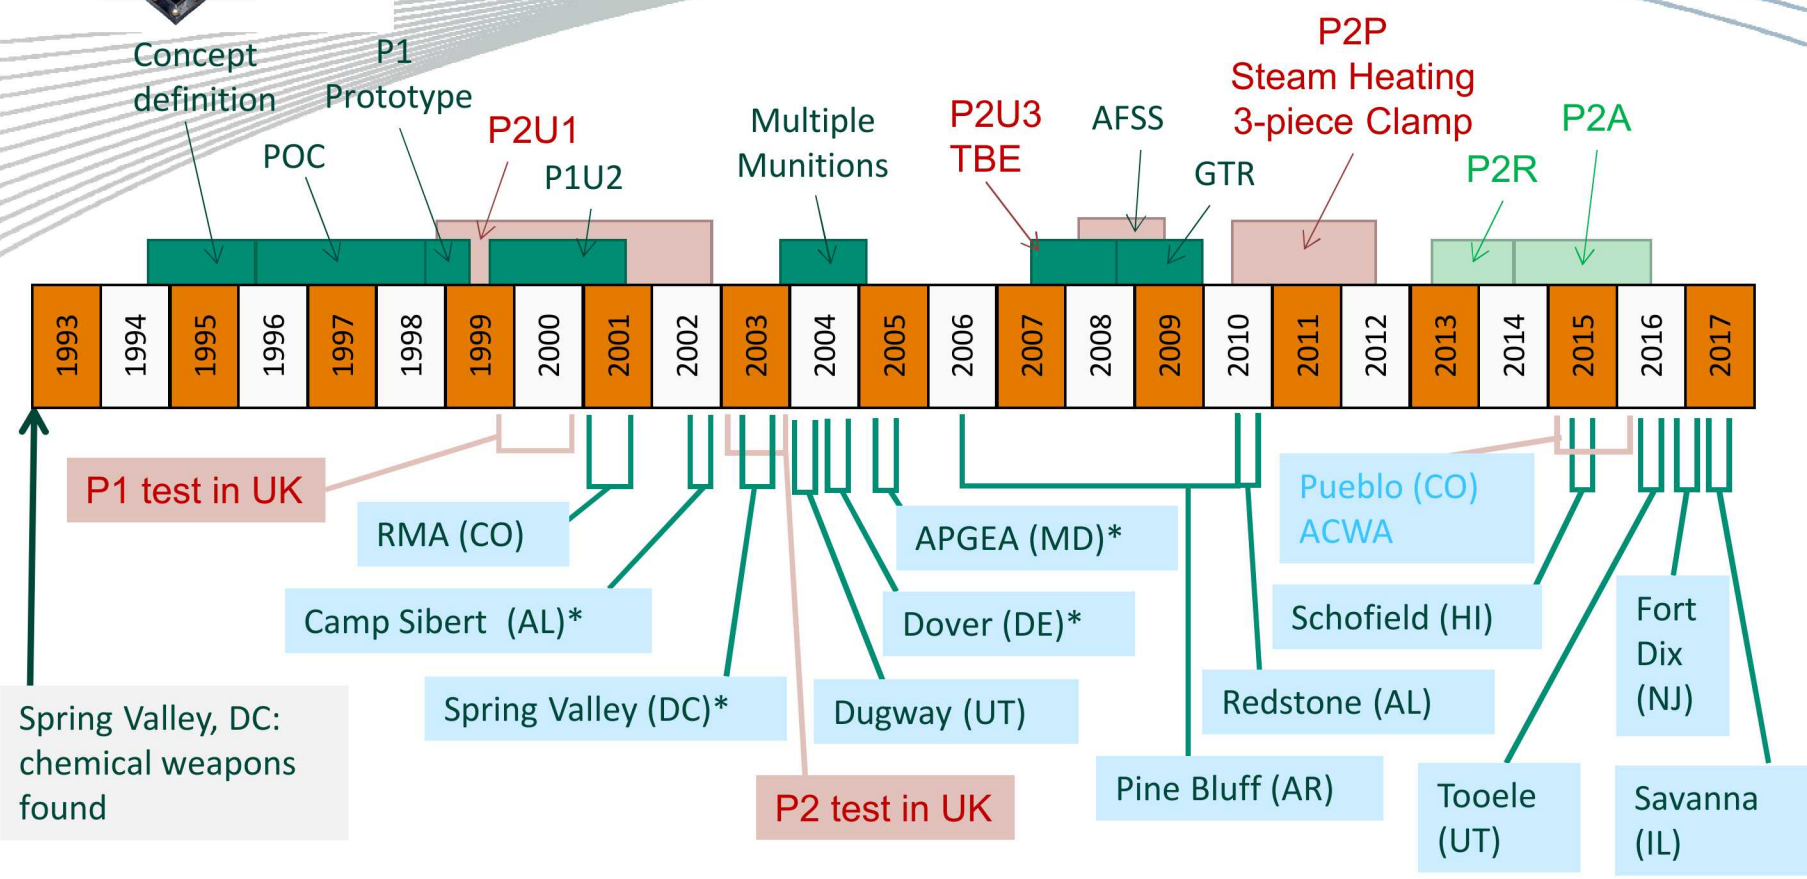 Concept
definition
POC
P1
Prototype
P2U1
P1U2
Multiple
Munitions
P2U3
TBE
AFSS
GTR
P2P
Steam Heating
3-piece Clamp
P2R
P2A
1993
1994
1995
1996
1997
1998
1999
2000
2001
2002
2003
2004
2005
2006
2007
2008
2009
2010
2011
2012
2013
2014
2015
2016
2017
P1 test in UK
RMA (CO)
Camp Sibert (AL)*
Spring Valley (DC)*
APGEA (MD)*
Dover (DE)*
Dugway (UT)
P2 test in UK
Pueblo (CO)
ACWA
Schofield (HI)
Redstone (AL)
Pine Bluff (AR)
Fort
Dix
(NJ)
Tooele
(UT)
Savanna
(IL)
Spring Valley, DC:
chemical weapons
found